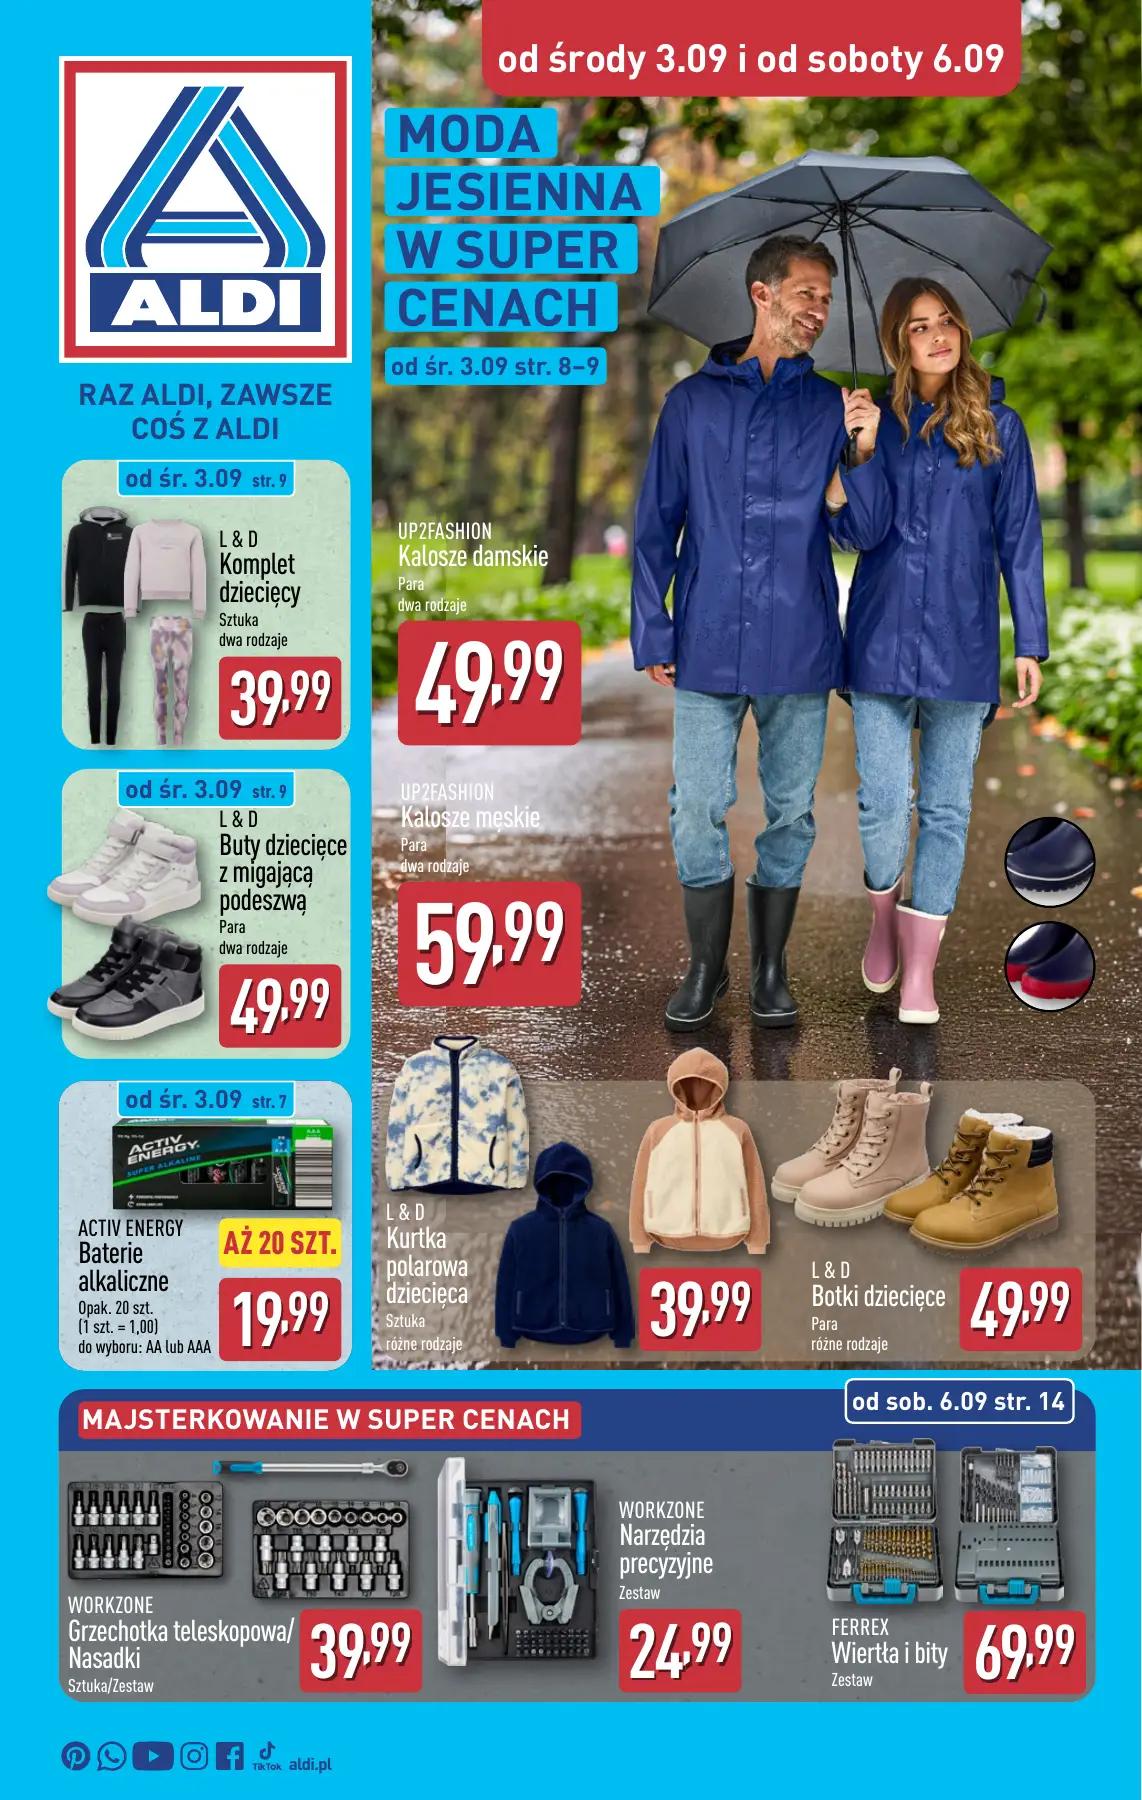 od środy 3.09 i od soboty 6.09
ALDI
RAZ ALDI, ZAWSZE
COŚ Z ALDI
MODA
JESIENNA
W SUPER
CENACH
od śr. 3.09 str. 8–9
od śr. 3.09 str. 9
L & D
Komplet
dziecięcy
Sztuka
dwa rodzaje
39,99
od śr. 3.09 str. 9
L & D
Buty dziecięce
z migającą
podeszwą
Para
dwa rodzaje
49,99
od śr. 3.09 str. 7
ACTIV
ENERGY
SUPER ALKALINE
AAA
ACTIV ENERGY
Baterie
alkaliczne
Opak. 20 szt.
(1 szt. = 1,00)
do wyboru: AA lub AAA
AŻ 20 SZT.
19,99
UP2FASHION
Kalosze damskie
Para
dwa rodzaje
49,99
UP2FASHION
Kalosze męskie
Para
dwa rodzaje
59,99
L & D
Kurtka
polarowa
dziecięca
Sztuka
różne rodzaje
39,99
L & D
Botki dziecięce
Para
różne rodzaje
49,99
MAJSTERKOWANIE W SUPER CENACH
od sob. 6.09 str. 14
WORKZONE
Grzechotka teleskopowa/
Nasadki
Sztuka/Zestaw
39,99
WORKZONE
Narzędzia
precyzyjne
Zestaw
24,99
FERREX
Wiertła i bity
Zestaw
69,99
TikTok
aldi.pl